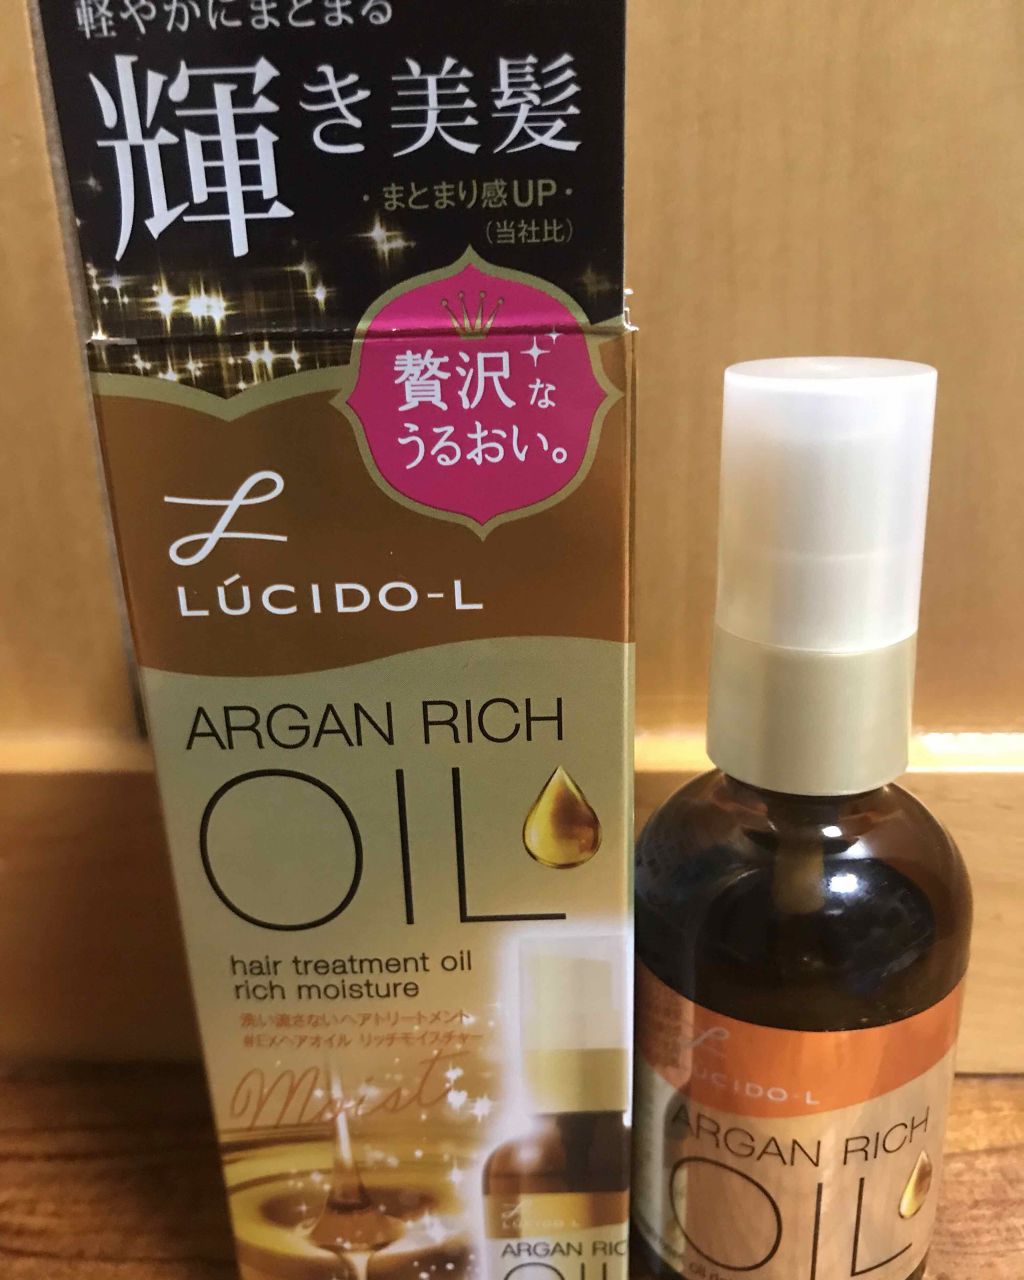 軽やかにまとまる
輝き美髪
・まとまり感UP・
(当社比)
贅沢な
うるおい。
L
LÚCIDO-L
ARGAN RICH
OIL
hair treatment oil
rich moisture
洗い流さないヘアトリートメント
#EXヘアオイル リッチモイスチャー
Moist
LÚCIDO-L
ARGAN RIC
OIL
LÚCIDO-L
ARGAN RICH
OIL